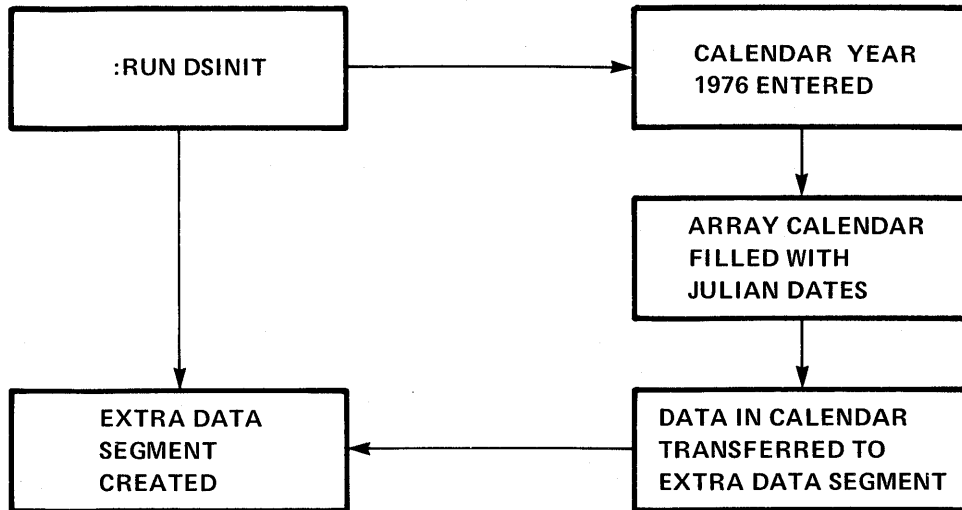 :RUN DSINIT
CALENDAR YEAR
1976 ENTERED
ARRAY CALENDAR
FILLED WITH
JULIAN DATES
EXTRA DATA
SEGMENT
CREATED
DATA IN CALENDAR
TRANSFERRED TO
EXTRA DATA SEGMENT